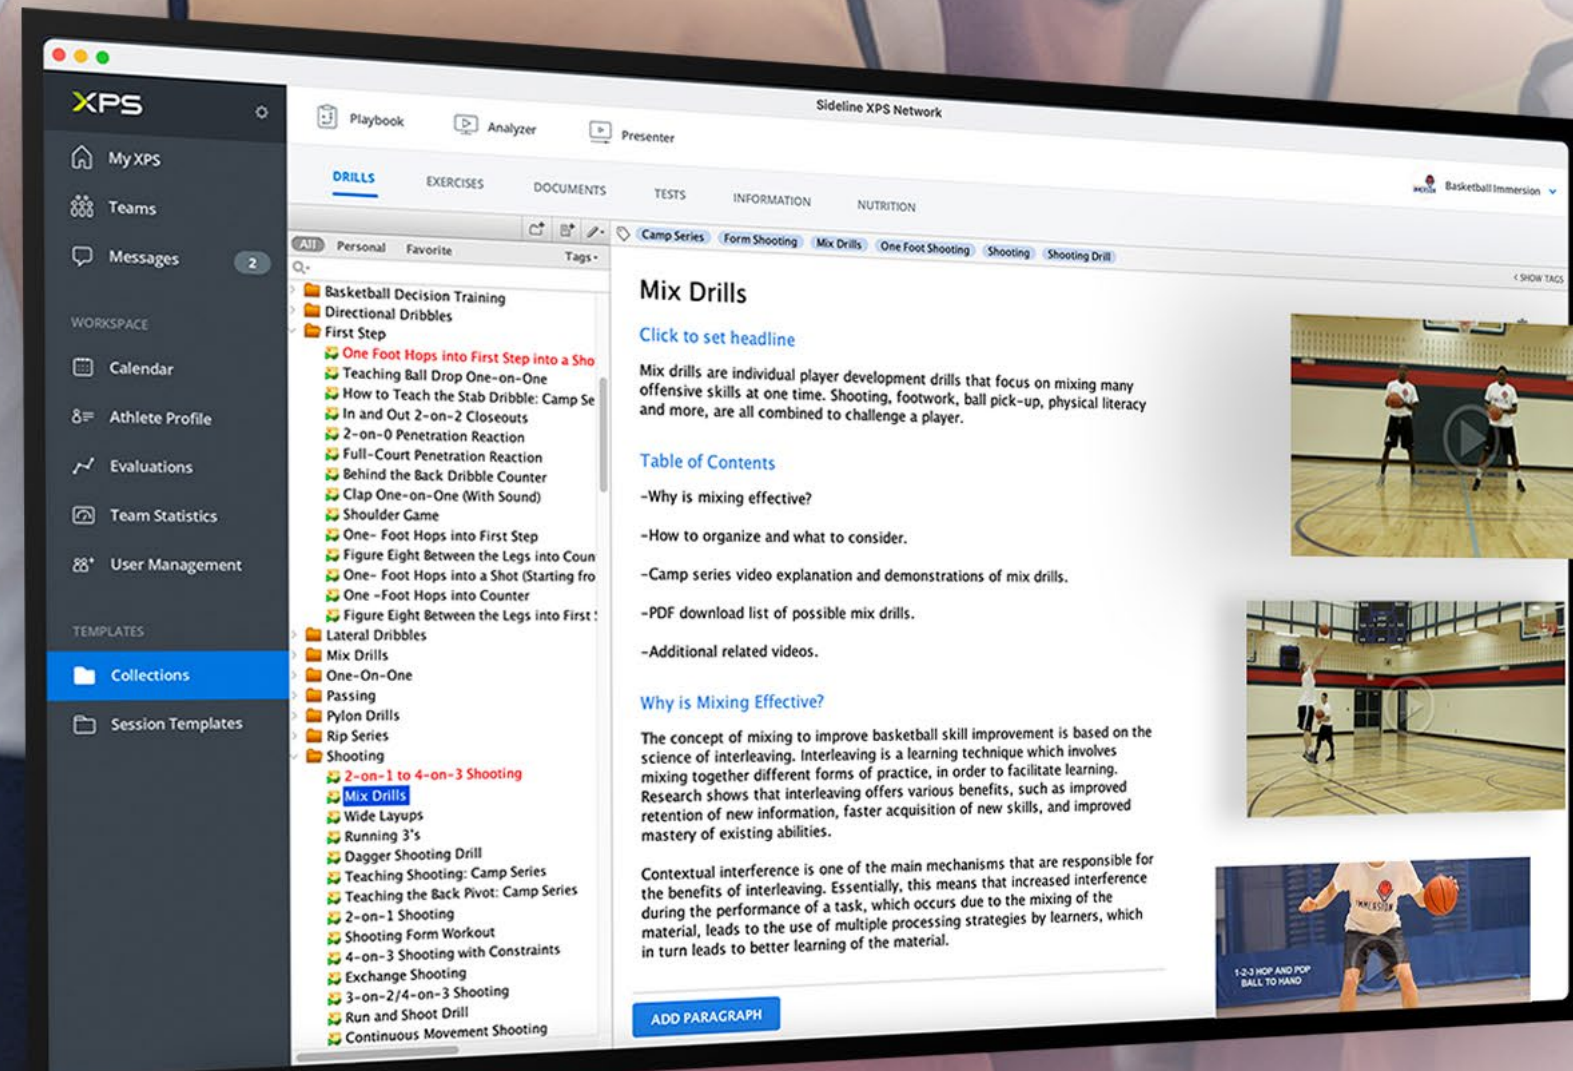 Sideline XPS Network
XPS
My XPS
Teams
Messages 2
WORKSPACE
Calendar
Athlete Profile
Evaluations
Team Statistics
User Management
TEMPLATES
Collections
Session Templates
Playbook Analyzer Presenter
Basketball Immersion
DRILLS EXERCISES DOCUMENTS TESTS INFORMATION NUTRITION
All Personal Favorite Tags
Basketball Decision Training
Directional Dribbles
First Step
One Foot Hops into First Step into a Sho
Teaching Ball Drop One-on-One
How to Teach the Stab Dribble: Camp Se
In and Out 2-on-2 Closeouts
2-on-0 Penetration Reaction
Full-Court Penetration Reaction
Behind the Back Dribble Counter
Clap One-on-One (With Sound)
Shoulder Game
One- Foot Hops into First Step
Figure Eight Between the Legs into Coun
One- Foot Hops into a Shot (Starting fro
One -Foot Hops into Counter
Figure Eight Between the Legs into First
Lateral Dribbles
Mix Drills
One-On-One
Passing
Pylon Drills
Rip Series
Shooting
2-on-1 to 4-on-3 Shooting
Mix Drills
Wide Layups
Running 3's
Dagger Shooting Drill
Teaching Shooting: Camp Series
Teaching the Back Pivot: Camp Series
2-on-1 Shooting
Shooting Form Workout
4-on-3 Shooting with Constraints
Exchange Shooting
3-on-2/4-on-3 Shooting
Run and Shoot Drill
Continuous Movement Shooting
Camp Series Form Shooting Mix Drills One Foot Shooting Shooting Shooting Drill
< SHOW TAGS
Mix Drills
Click to set headline
Mix drills are individual player development drills that focus on mixing many
offensive skills at one time. Shooting, footwork, ball pick-up, physical literacy
and more, are all combined to challenge a player.
Table of Contents
-Why is mixing effective?
-How to organize and what to consider.
-Camp series video explanation and demonstrations of mix drills.
-PDF download list of possible mix drills.
-Additional related videos.
Why is Mixing Effective?
The concept of mixing to improve basketball skill improvement is based on the
science of interleaving. Interleaving is a learning technique which involves
mixing together different forms of practice, in order to facilitate learning.
Research shows that interleaving offers various benefits, such as improved
retention of new information, faster acquisition of new skills, and improved
mastery of existing abilities.
Contextual interference is one of the main mechanisms that are responsible for
the benefits of interleaving. Essentially, this means that increased interference
during the performance of a task, which occurs due to the mixing of the
material, leads to the use of multiple processing strategies by learners, which
in turn leads to better learning of the material.
ADD PARAGRAPH
IMMERSION
1-2-3 HOP AND POP
BALL TO HAND